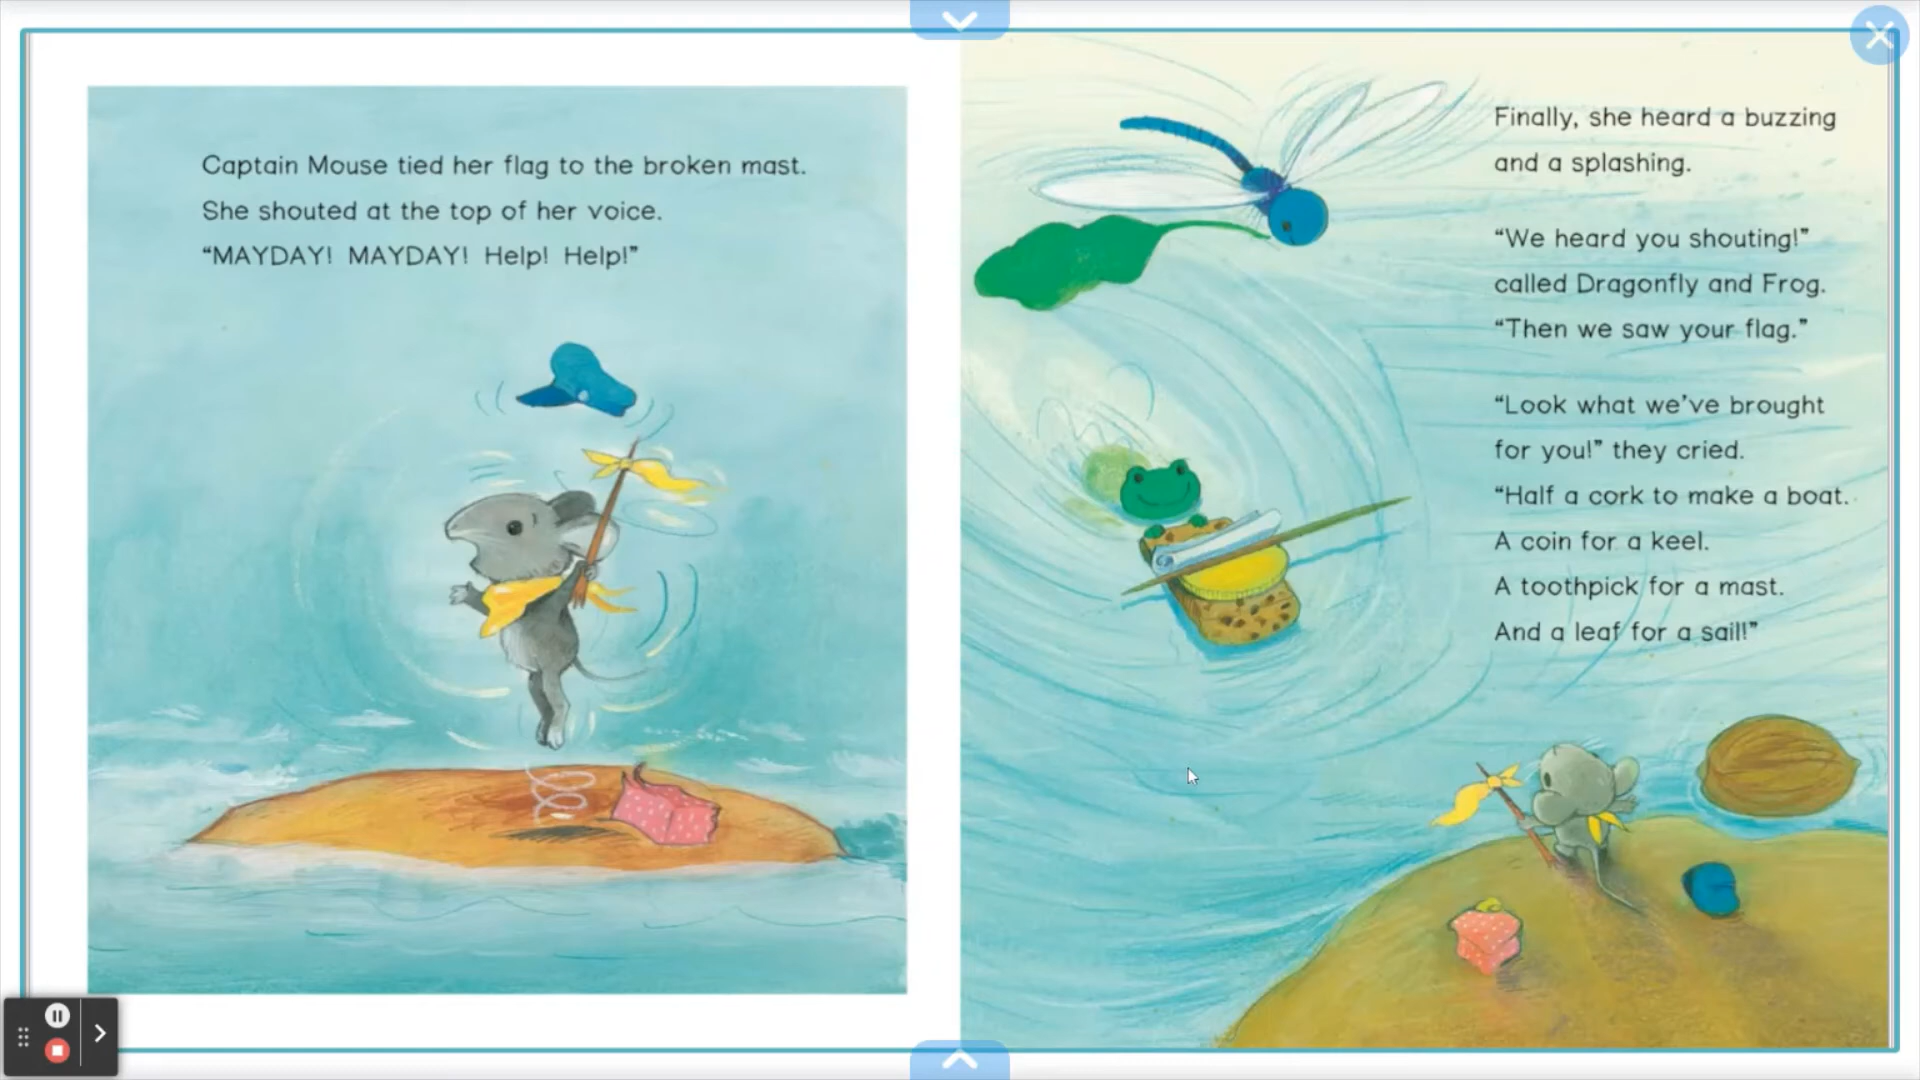 Captain Mouse tied her flag to the broken mast.
She shouted at the top of her voice.
“MAYDAY! MAYDAY! Help! Help!”
Finally, she heard a buzzing
and a splashing.
“We heard you shouting!”
called Dragonfly and Frog.
“Then we saw your flag.”
“Look what we’ve brought
for you!” they cried.
“Half a cork to make a boat.
A coin for a keel.
A toothpick for a mast.
And a leaf for a sail!”